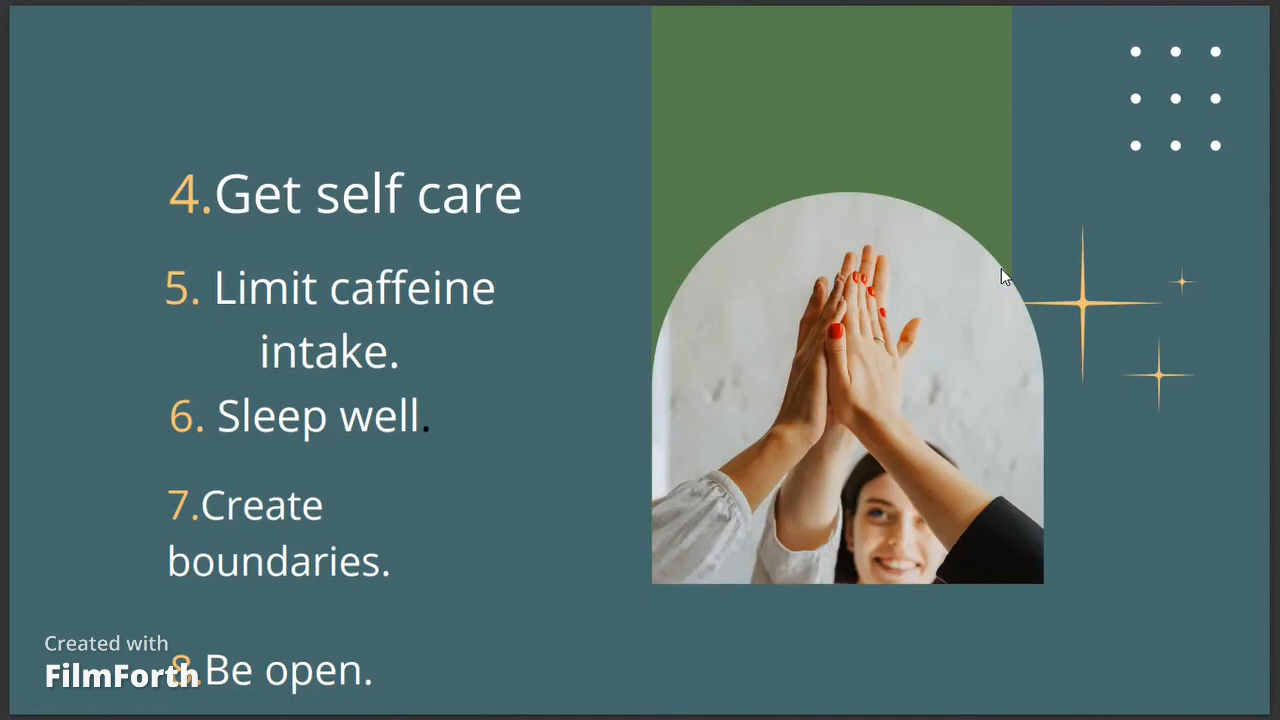 4.Get self care
5. Limit caffeine
intake.
6. Sleep well.
7.Create
boundaries.
8.Be open.
Created with
FilmForth